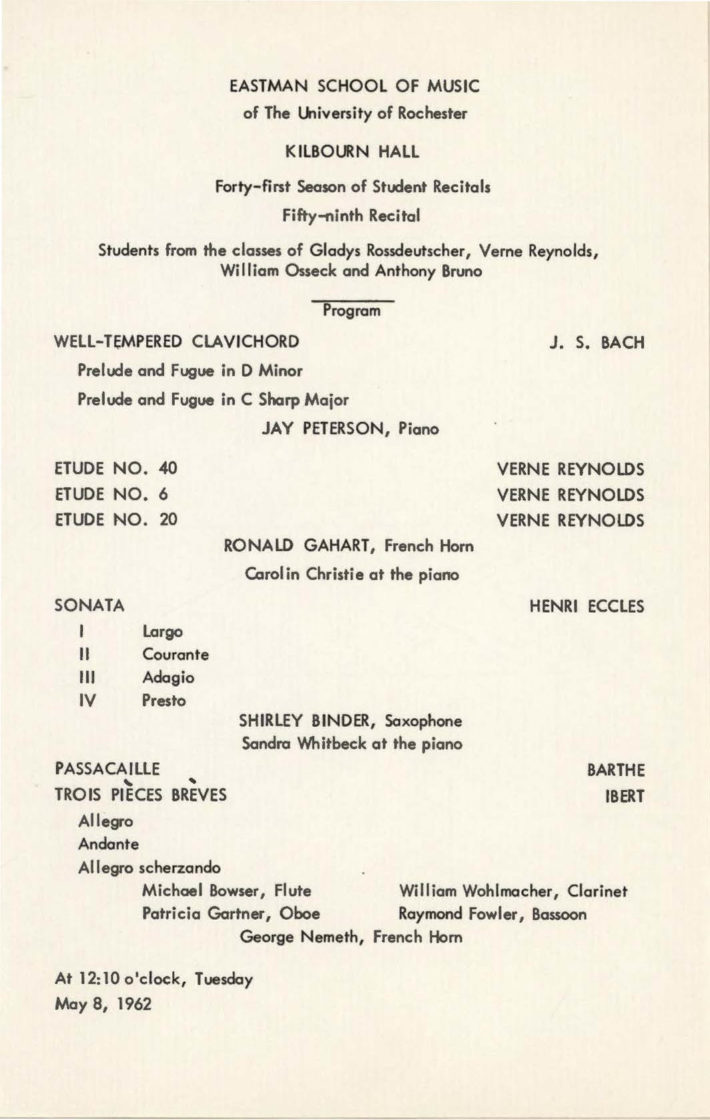 EASTMAN SCHOOL OF MUSIC
of The University of Rochester
KILBOURN HALL
Forty-first Season of Student Recitals
Fifty-ninth Recital
Students from the classes of Gladys Rossdeutscher, Verne Reynolds,
William Osseck and Anthony Bruno
Program
WELL-TEMPERED CLAVICHORD J. S. BACH
Prelude and Fugue in D Minor
Prelude and Fugue in C Sharp Major
JAY PETERSON, Piano
ETUDE NO. 40 VERNE REYNOLDS
ETUDE NO. 6 VERNE REYNOLDS
ETUDE NO. 20 VERNE REYNOLDS
RONALD GAHART, French Horn
Carolin Christie at the piano
SONATA HENRI ECCLES
I Largo
II Courante
III Adagio
IV Presto
SHIRLEY BINDER, Saxophone
Sandra Whitbeck at the piano
PASSACAILLE BARTHE
TROIS PIÈCES BRÈVES IBERT
Allegro
Andante
Allegro scherzando
Michael Bowser, Flute William Wohlmacher, Clarinet
Patricia Gartner, Oboe Raymond Fowler, Bassoon
George Nemeth, French Horn
At 12:10 o'clock, Tuesday
May 8, 1962